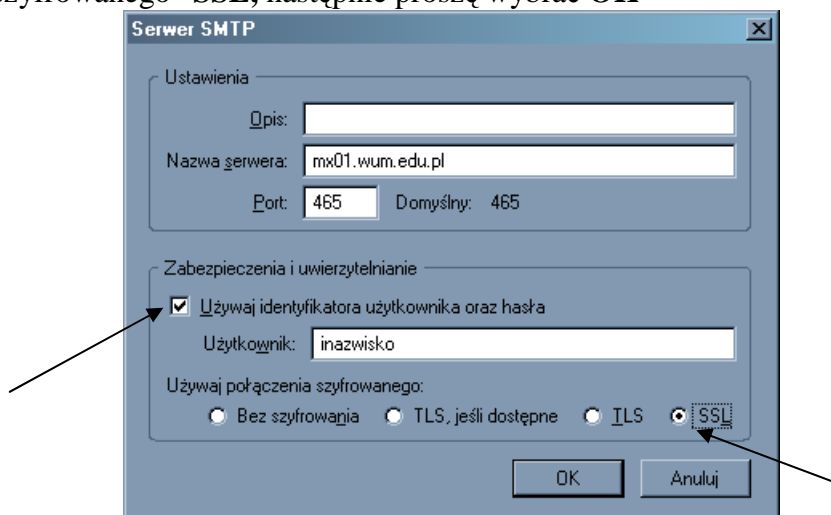 szyfrowanego "SSL, następnie proszę wybrać OK"
Serwer SMTP
Ustawienia
Opis:
Nazwa serwera: mx01.wum.edu.pl
Port: 465 Domyślny: 465
Zabezpieczenia i uwierzytelnianie
Używaj identyfikatora użytkownika oraz hasła
Użytkownik: inazwisko
Używaj połączenia szyfrowanego:
Bez szyfrowania TLS, jeśli dostępne TLS SSL
OK Anuluj